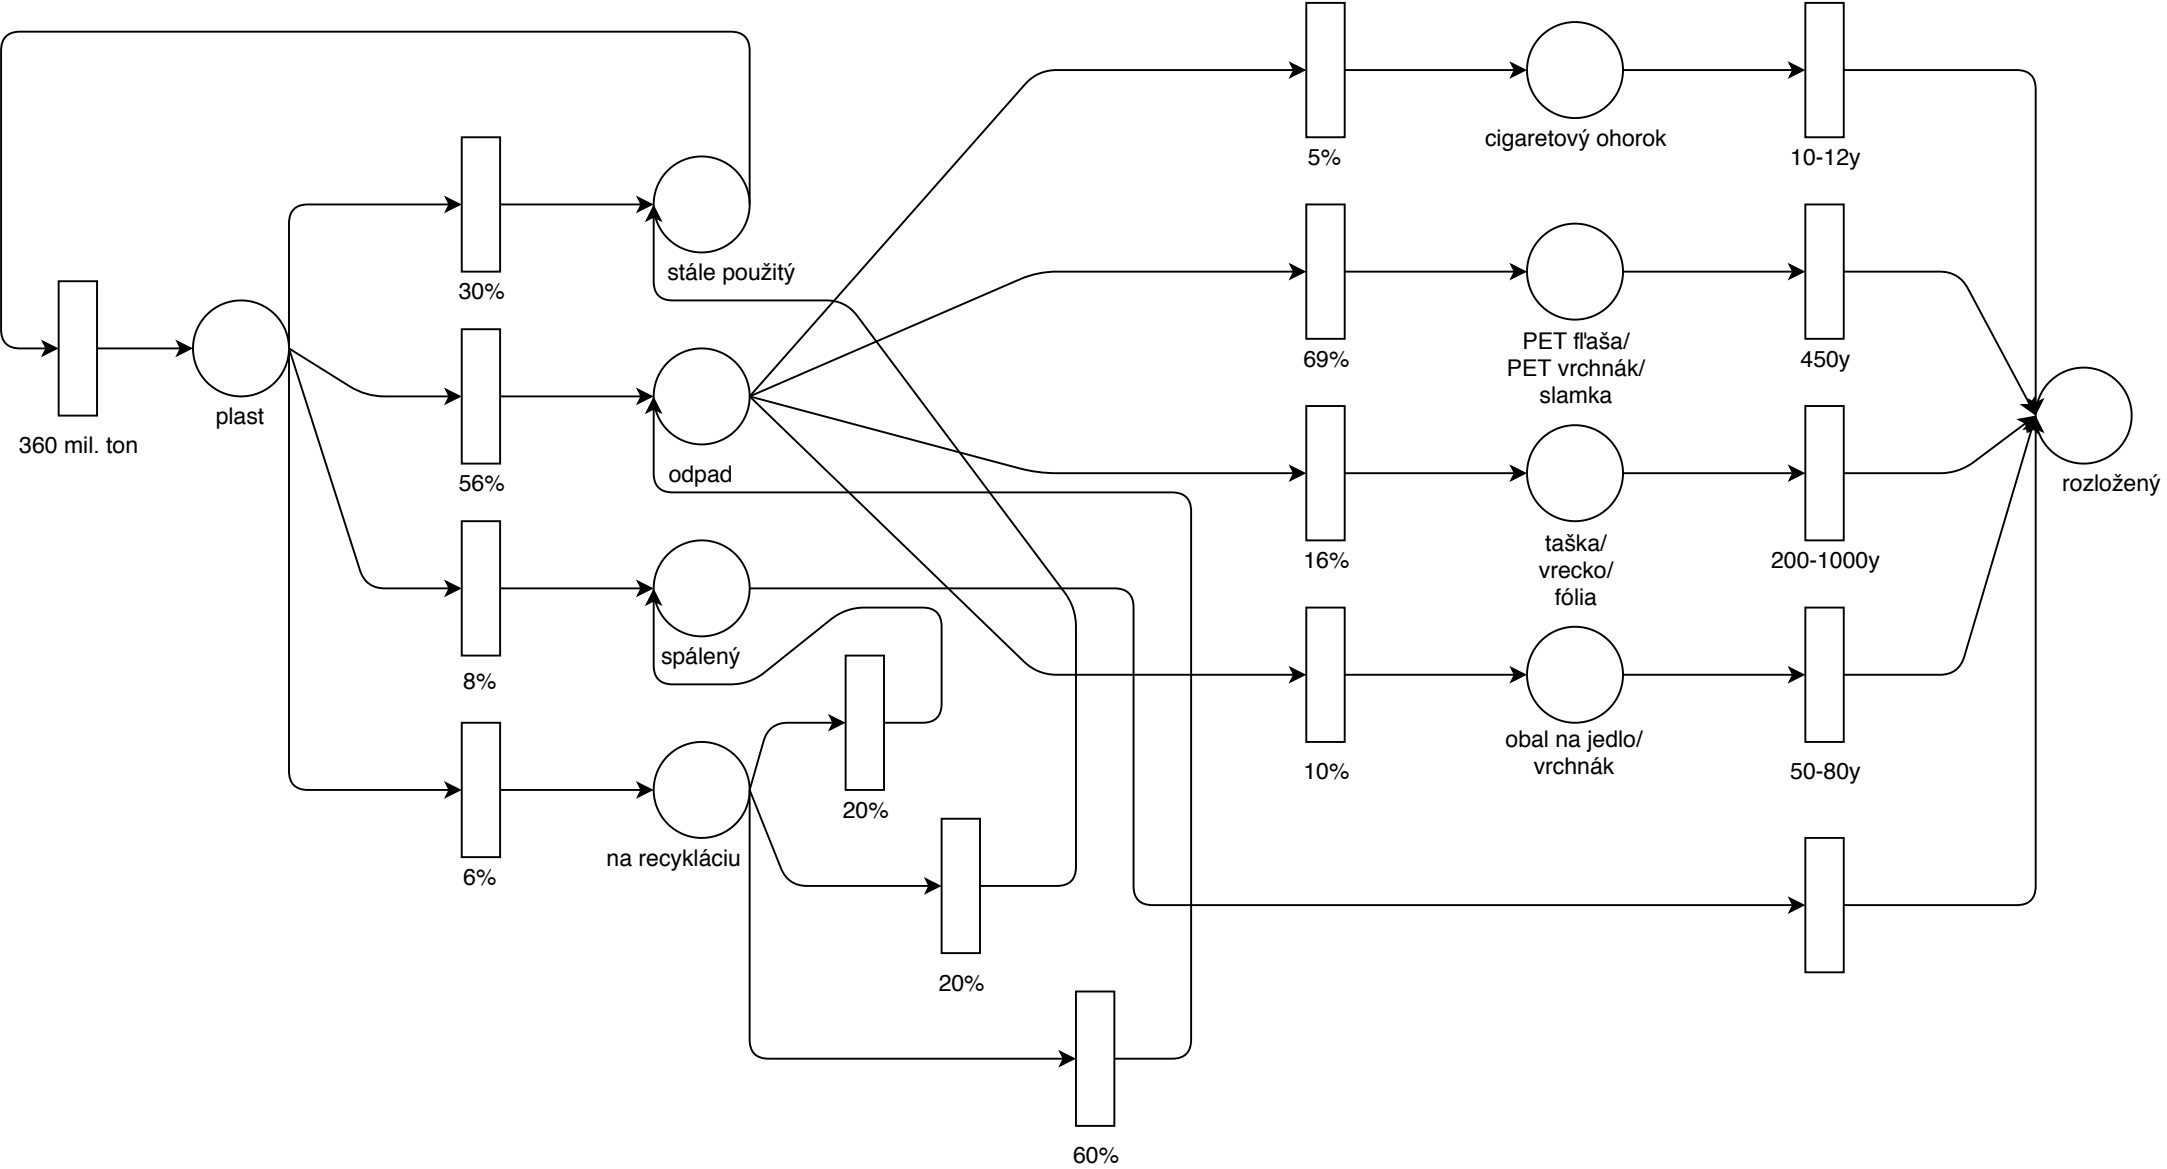 5%
cigaretový ohorok
10-12y
stále použitý
30%
360 mil. ton
plast
56%
odpad
69%
PET fľaša/
PET vrchnák/
slamka
450y
rozložený
16%
taška/
vrecko/
fólia
200-1000y
8%
spálený
10%
obal na jedlo/
vrchnák
50-80y
6%
na recykláciu
20%
20%
60%